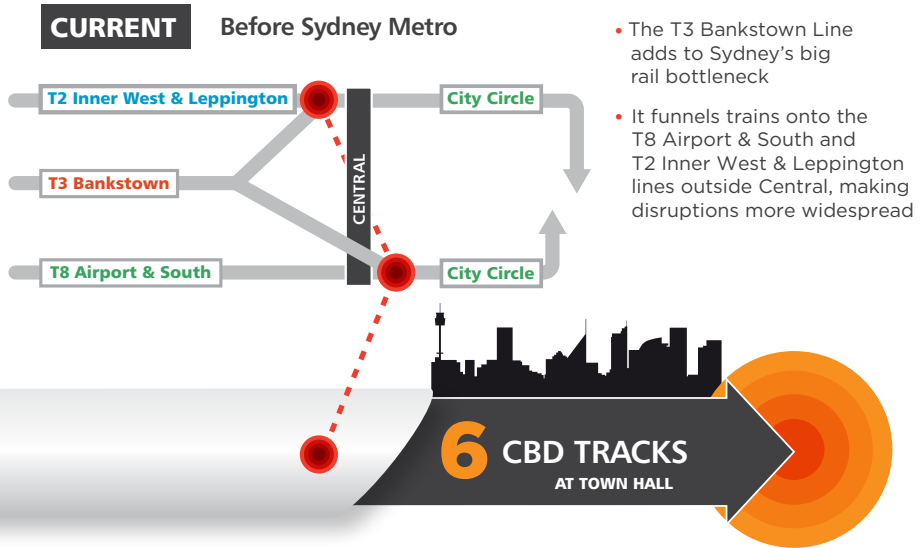 CURRENT Before Sydney Metro
T2 Inner West & Leppington
City Circle
T3 Bankstown
CENTRAL
T8 Airport & South
City Circle
• The T3 Bankstown Line
adds to Sydney’s big
rail bottleneck
• It funnels trains onto the
T8 Airport & South and
T2 Inner West & Leppington
lines outside Central, making
disruptions more widespread
6 CBD TRACKS
AT TOWN HALL